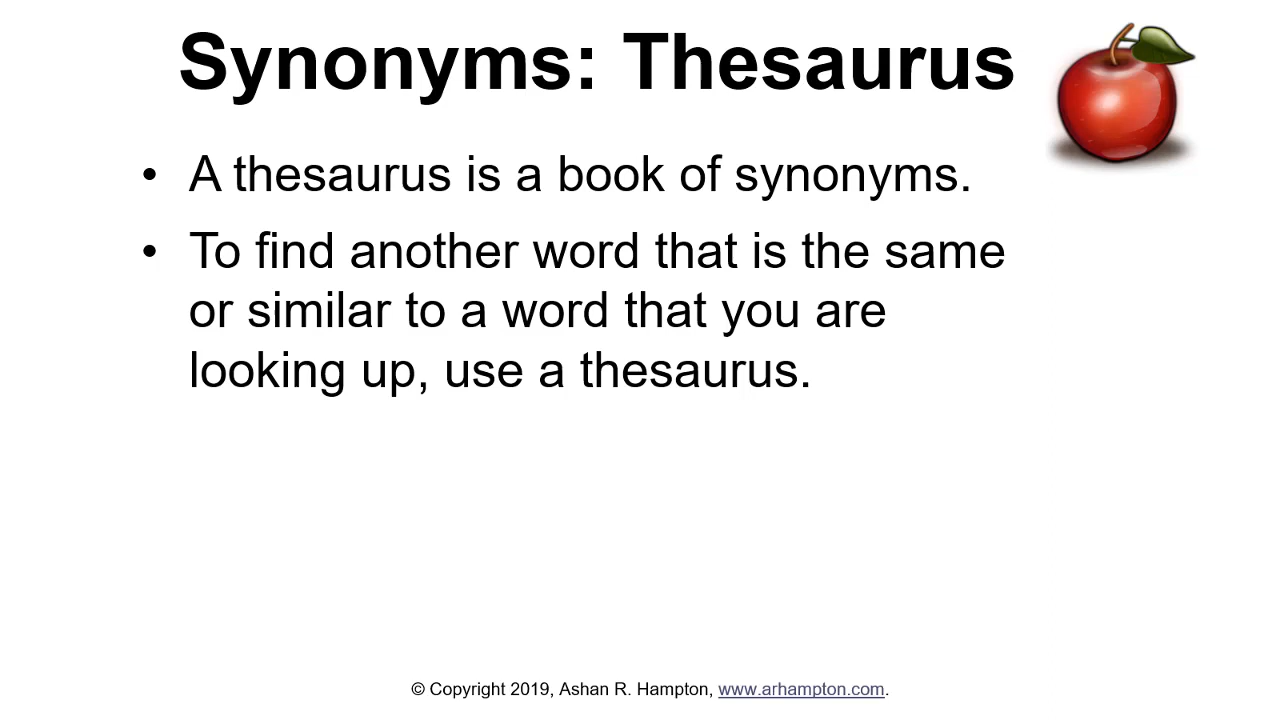 Synonyms: Thesaurus
• A thesaurus is a book of synonyms.
• To find another word that is the same
or similar to a word that you are
looking up, use a thesaurus.
© Copyright 2019, Ashan R. Hampton, www.arhampton.com.